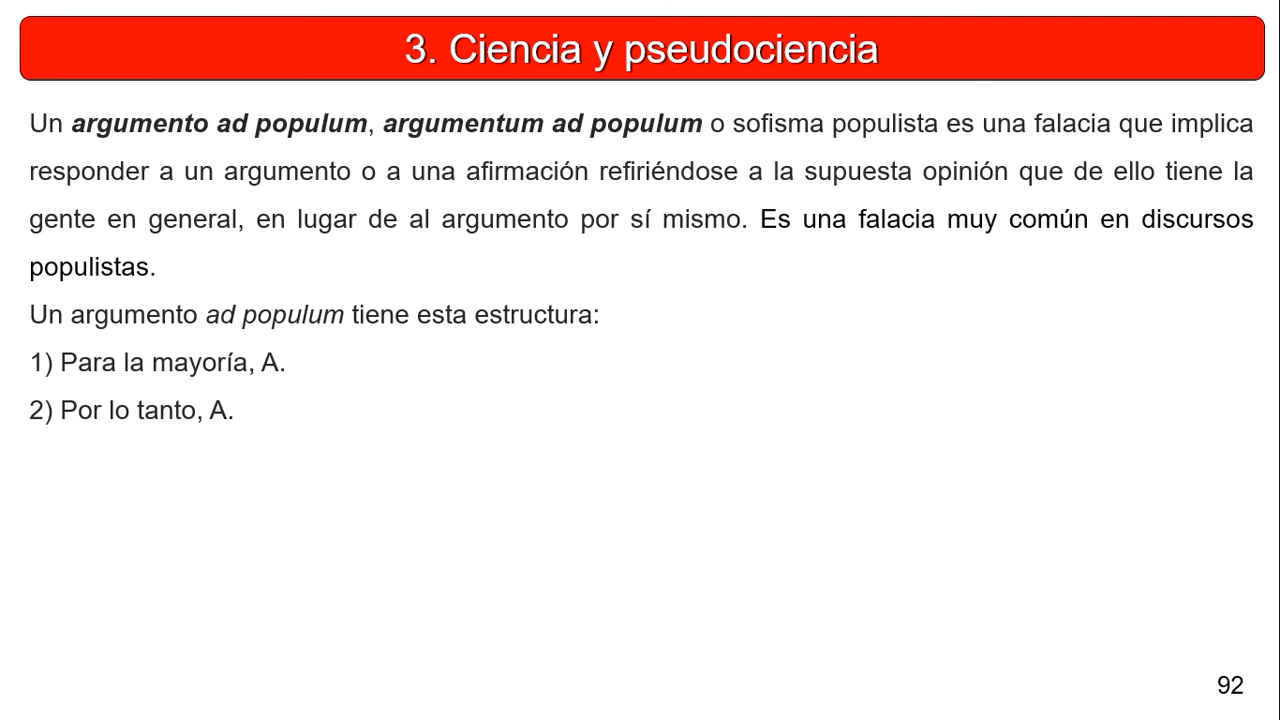 3. Ciencia y pseudociencia
Un argumento ad populum, argumentum ad populum o sofisma populista es una falacia que implica
responder a un argumento o a una afirmación refiriéndose a la supuesta opinión que de ello tiene la
gente en general, en lugar de al argumento por sí mismo. Es una falacia muy común en discursos
populistas.
Un argumento ad populum tiene esta estructura:
1) Para la mayoría, A.
2) Por lo tanto, A.
92